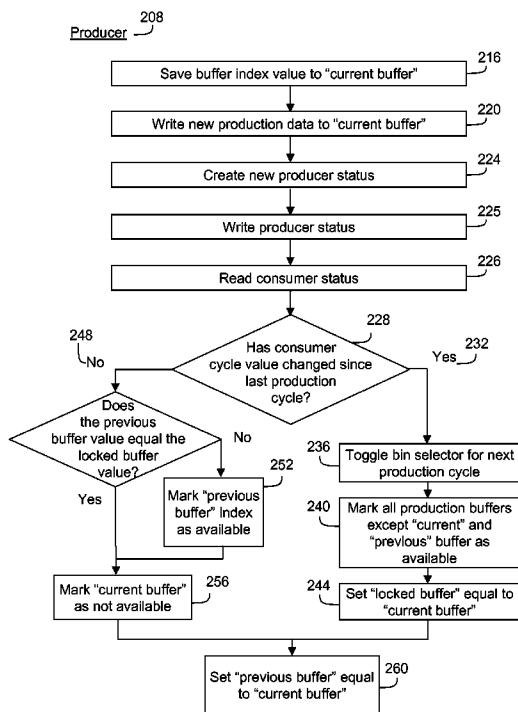 Producer 208
Save buffer index value to “current buffer”
216
Write new production data to “current buffer”
220
Create new producer status
224
Write producer status
225
Read consumer status
226
228
Has consumer
cycle value changed since
last production
cycle?
248
No
Yes
232
Does
the previous
buffer value equal the
locked buffer
value?
No
Yes
252
Mark “previous
buffer” Index
as available
236
Toggle bin selector for next
production cycle
240
Mark all production buffers
except “current” and
“previous” buffer as
available
244
Set “locked buffer” equal to
“current buffer”
Mark “current buffer”
as not available
256
Set “previous buffer” equal
to “current buffer”
260